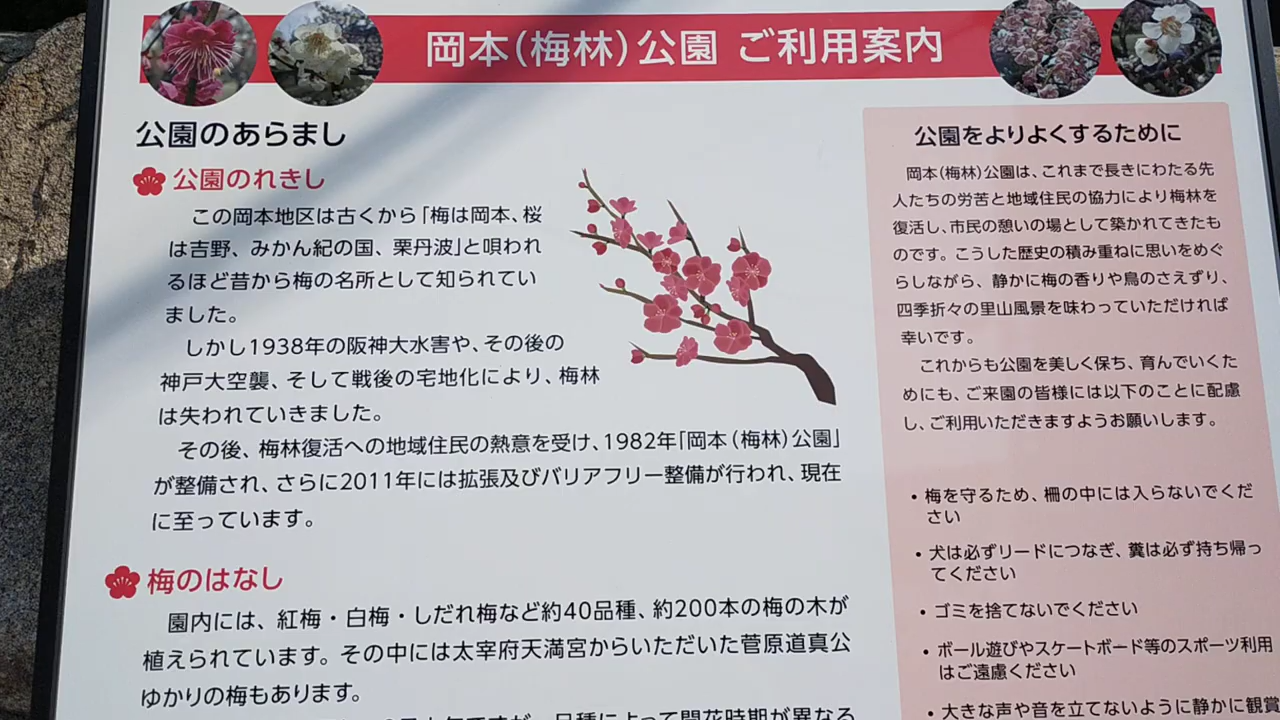 岡本(梅林)公園 ご利用案内
公園のあらまし
公園のれきし
この岡本地区は古くから「梅は岡本、桜
は吉野、みかん紀の国、栗丹波」と唄われ
るほど昔から梅の名所として知られてい
ました。
しかし1938年の阪神大水害や、その後の
神戸大空襲、そして戦後の宅地化により、梅林
は失われていきました。
その後、梅林復活への地域住民の熱意を受け、1982年「岡本(梅林)公園」
が整備され、さらに2011年には拡張及びバリアフリー整備が行われ、現在
に至っています。
梅のはなし
園内には、紅梅・白梅・しだれ梅など約40品種、約200本の梅の木が
植えられています。その中には太宰府天満宮からいただいた菅原道真公
ゆかりの梅もあります。
品種によって開花時期が異なる
公園をよりよくするために
岡本(梅林)公園は、これまで長きにわたる先
人たちの労苦と地域住民の協力により梅林を
復活し、市民の憩いの場として築かれてきたも
のです。こうした歴史の積み重ねに思いをめぐ
らしながら、静かに梅の香りや鳥のさえずり、
四季折々の里山風景を味わっていただければ
幸いです。
これからも公園を美しく保ち、育んでいくた
めにも、ご来園の皆様には以下のことに配慮
し、ご利用いただきますようお願いします。
・梅を守るため、柵の中には入らないでくだ
さい
・犬は必ずリードにつなぎ、糞は必ず持ち帰っ
てください
・ゴミを捨てないでください
・ボール遊びやスケートボード等のスポーツ利用
はご遠慮ください
・大きな声や音を立てないように静かに観賞